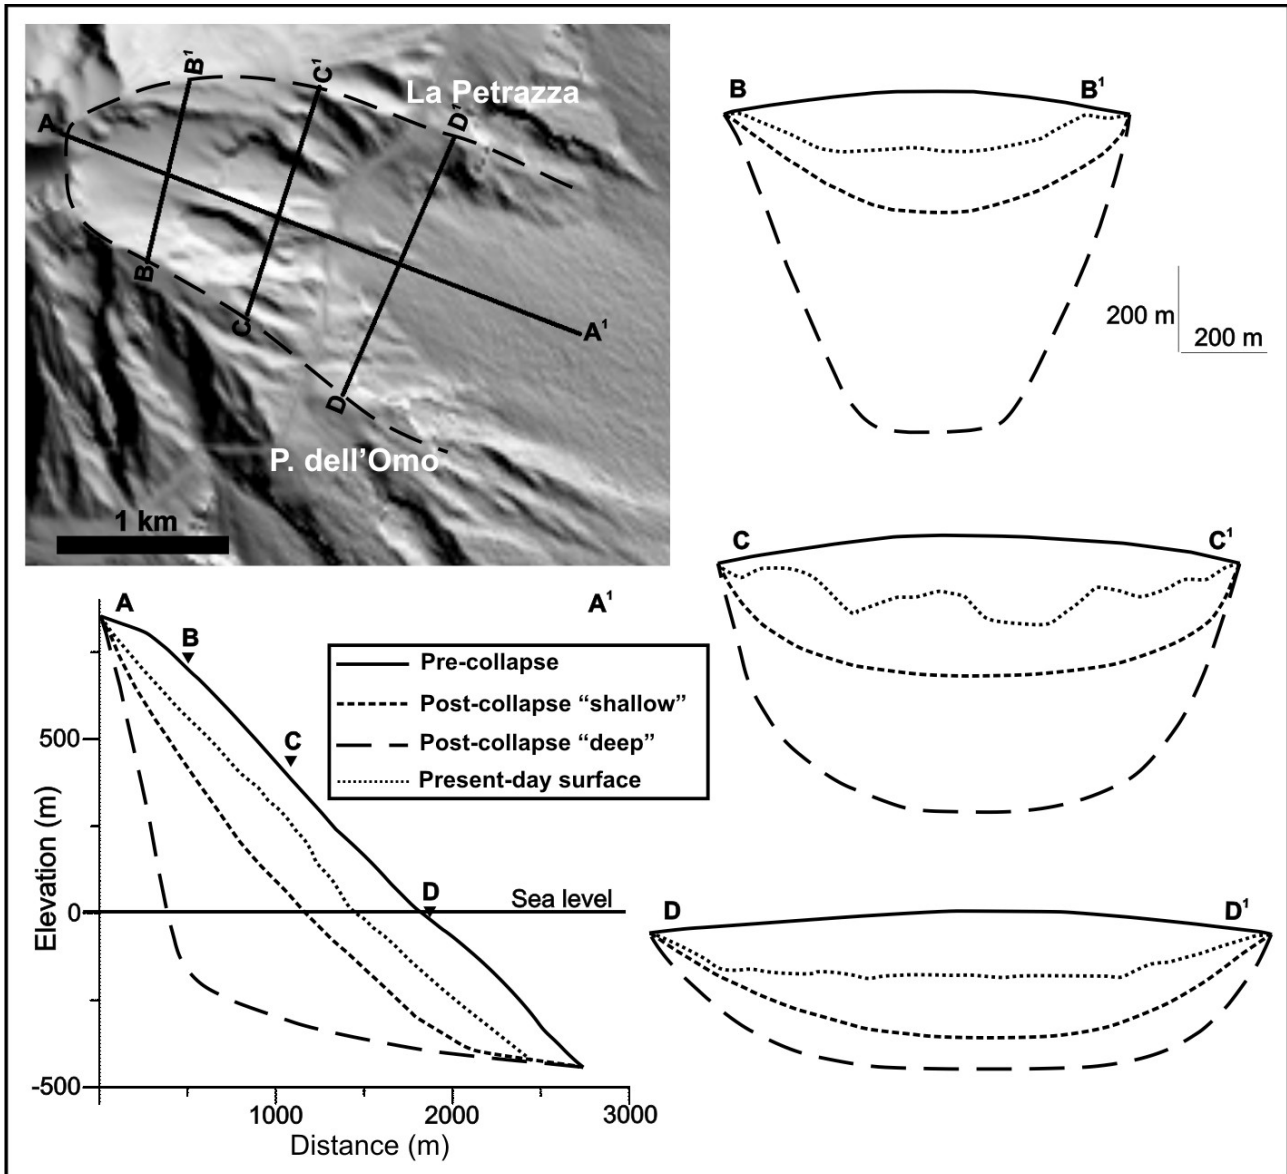 A
B¹
C¹
La Petrazza
D¹
B
C
A¹
D
P. dell'Omo
1 km
B
B¹
200 m
200 m
C
C¹
D
D¹
A
A¹
B
C
D
Pre-collapse
Post-collapse “shallow”
Post-collapse “deep”
Present-day surface
Sea level
Elevation (m)
500
0
-500
1000
2000
3000
Distance (m)